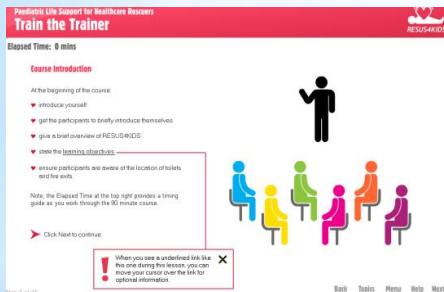 Paediatric Life Support for Healthcare Rescuers
Train the Trainer
RESUS4KIDS
Elapsed Time: 0 mins
Course Introduction
At the beginning of the course:
introduce yourself
get the participants to briefly introduce themselves
give a brief overview of RESUS4KIDS
state the learning objectives
ensure participants are aware of the location of toilets
and fire exits.
Note, the Elapsed Time at the top right provides a timing
guide as you work through the 90 minute course.
Click Next to continue.
When you see a underlined link like
this one during this lesson, you can
move your cursor over the link for
optional information.
Back Topics Menu Help Next